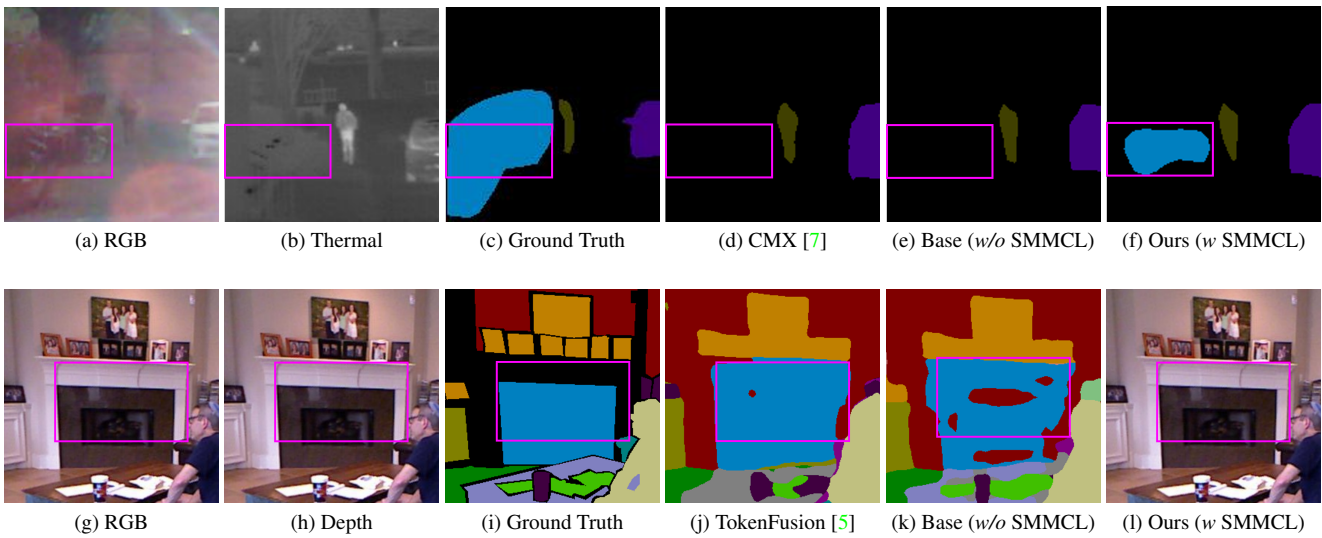 (a) RGB
(b) Thermal
(c) Ground Truth
(d) CMX [7]
(e) Base (w/o SMMCL)
(f) Ours (w SMMCL)
(g) RGB
(h) Depth
(i) Ground Truth
(j) TokenFusion [5]
(k) Base (w/o SMMCL)
(l) Ours (w SMMCL)